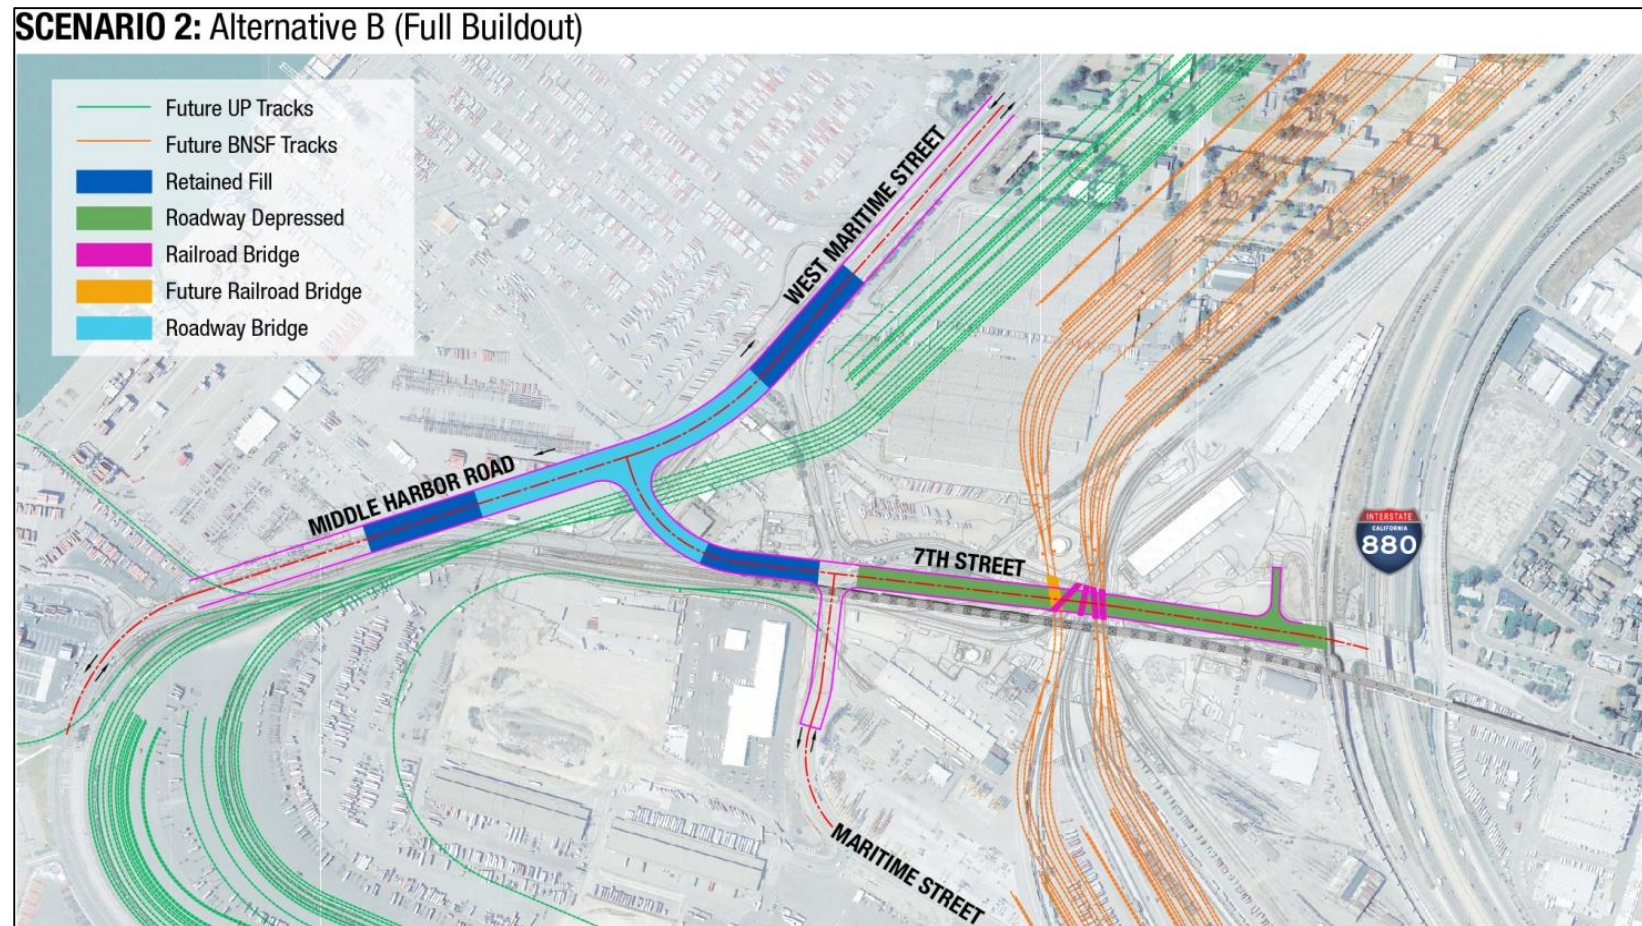 SCENARIO 2: Alternative B (Full Buildout)
Future UP Tracks
Future BNSF Tracks
Retained Fill
Roadway Depressed
Railroad Bridge
Future Railroad Bridge
Roadway Bridge
WEST MARITIME STREET
MIDDLE HARBOR ROAD
7TH STREET
INTERSTATE
CALIFORNIA
880
MARITIME STREET